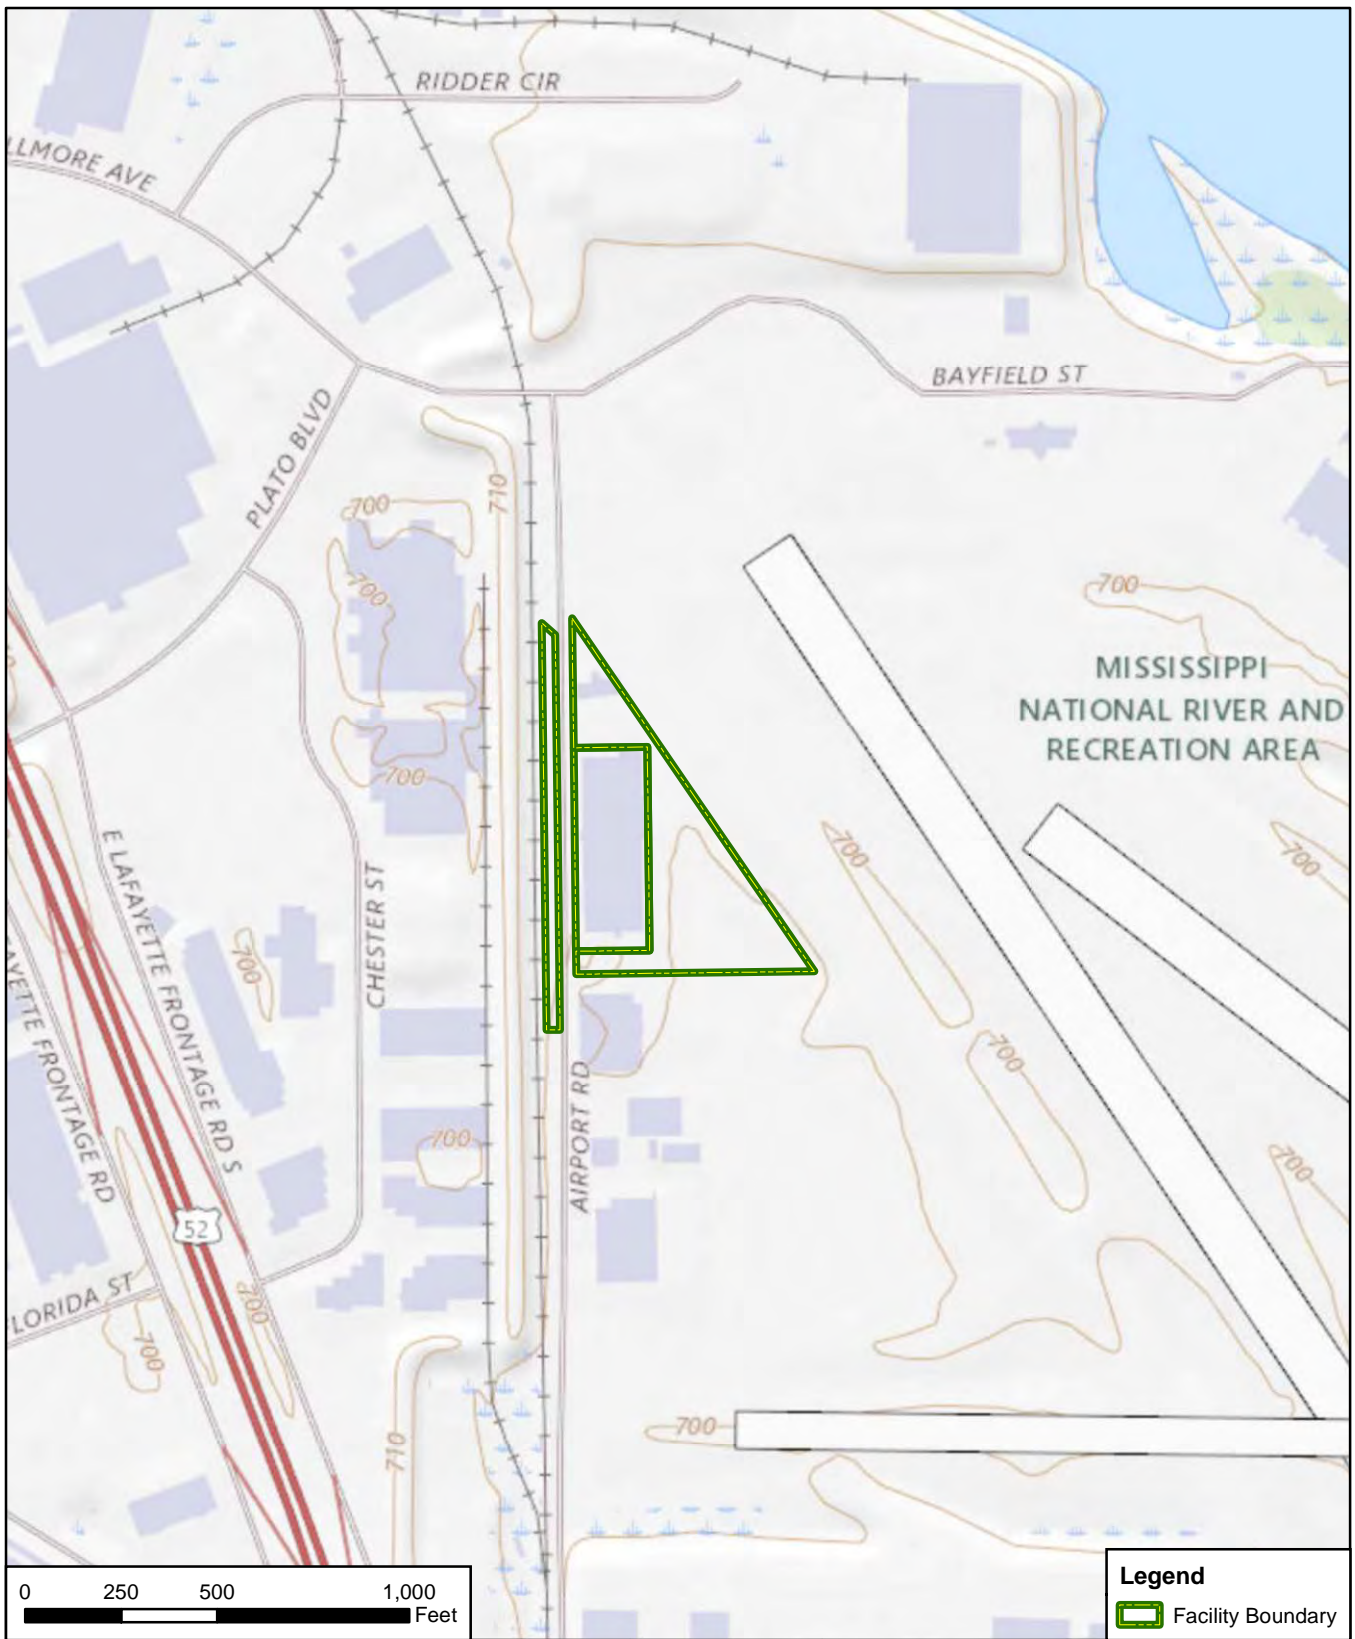 RIDDER CIR
LLMORE AVE
BAYFIELD ST
PLATO BLVD
710
700
700
700
MISSISSIPPI
NATIONAL RIVER AND
RECREATION AREA
700
700
700
E LAFAYETTE FRONTAGE RD S
CHESTER ST
700
AYETTE FRONTAGE RD
700
AIRPORT RD
700
700
52
LORIDA ST
700
700
700
710
0 250 500 1,000
Feet
Legend
Facility Boundary